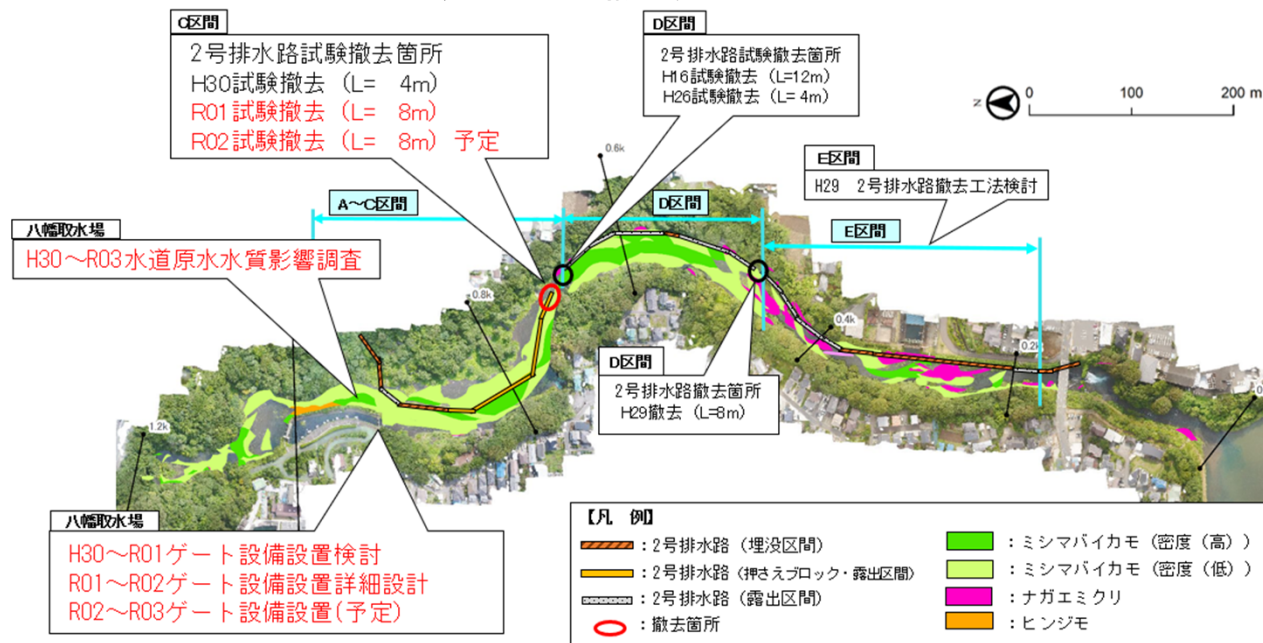 C区間
2号排水路試験撤去箇所
H30試験撤去（L=　4m）
R01試験撤去（L=　8m）
R02試験撤去（L=　8m）予定
D区間
2号排水路試験撤去箇所
H16試験撤去（L=12m）
H26試験撤去（L= 4m）
N
0　100　200 m
E区間
H29　2号排水路撤去工法検討
0.6k
A～C区間
D区間
E区間
八幡取水場
H30～R03水道原水水質影響調査
0.8k
0.4k
0.2k
D区間
2号排水路撤去箇所
H29撤去（L=8m）
1.2k
八幡取水場
H30～R01ゲート設備設置検討
R01～R02ゲート設備設置詳細設計
R02～R03ゲート設備設置(予定)
【凡　例】
：2号排水路（埋没区間）
：2号排水路（押さえブロック・露出区間）
：2号排水路（露出区間）
：撤去箇所
：ミシマバイカモ（密度（高））
：ミシマバイカモ（密度（低））
：ナガエミクリ
：ヒンジモ